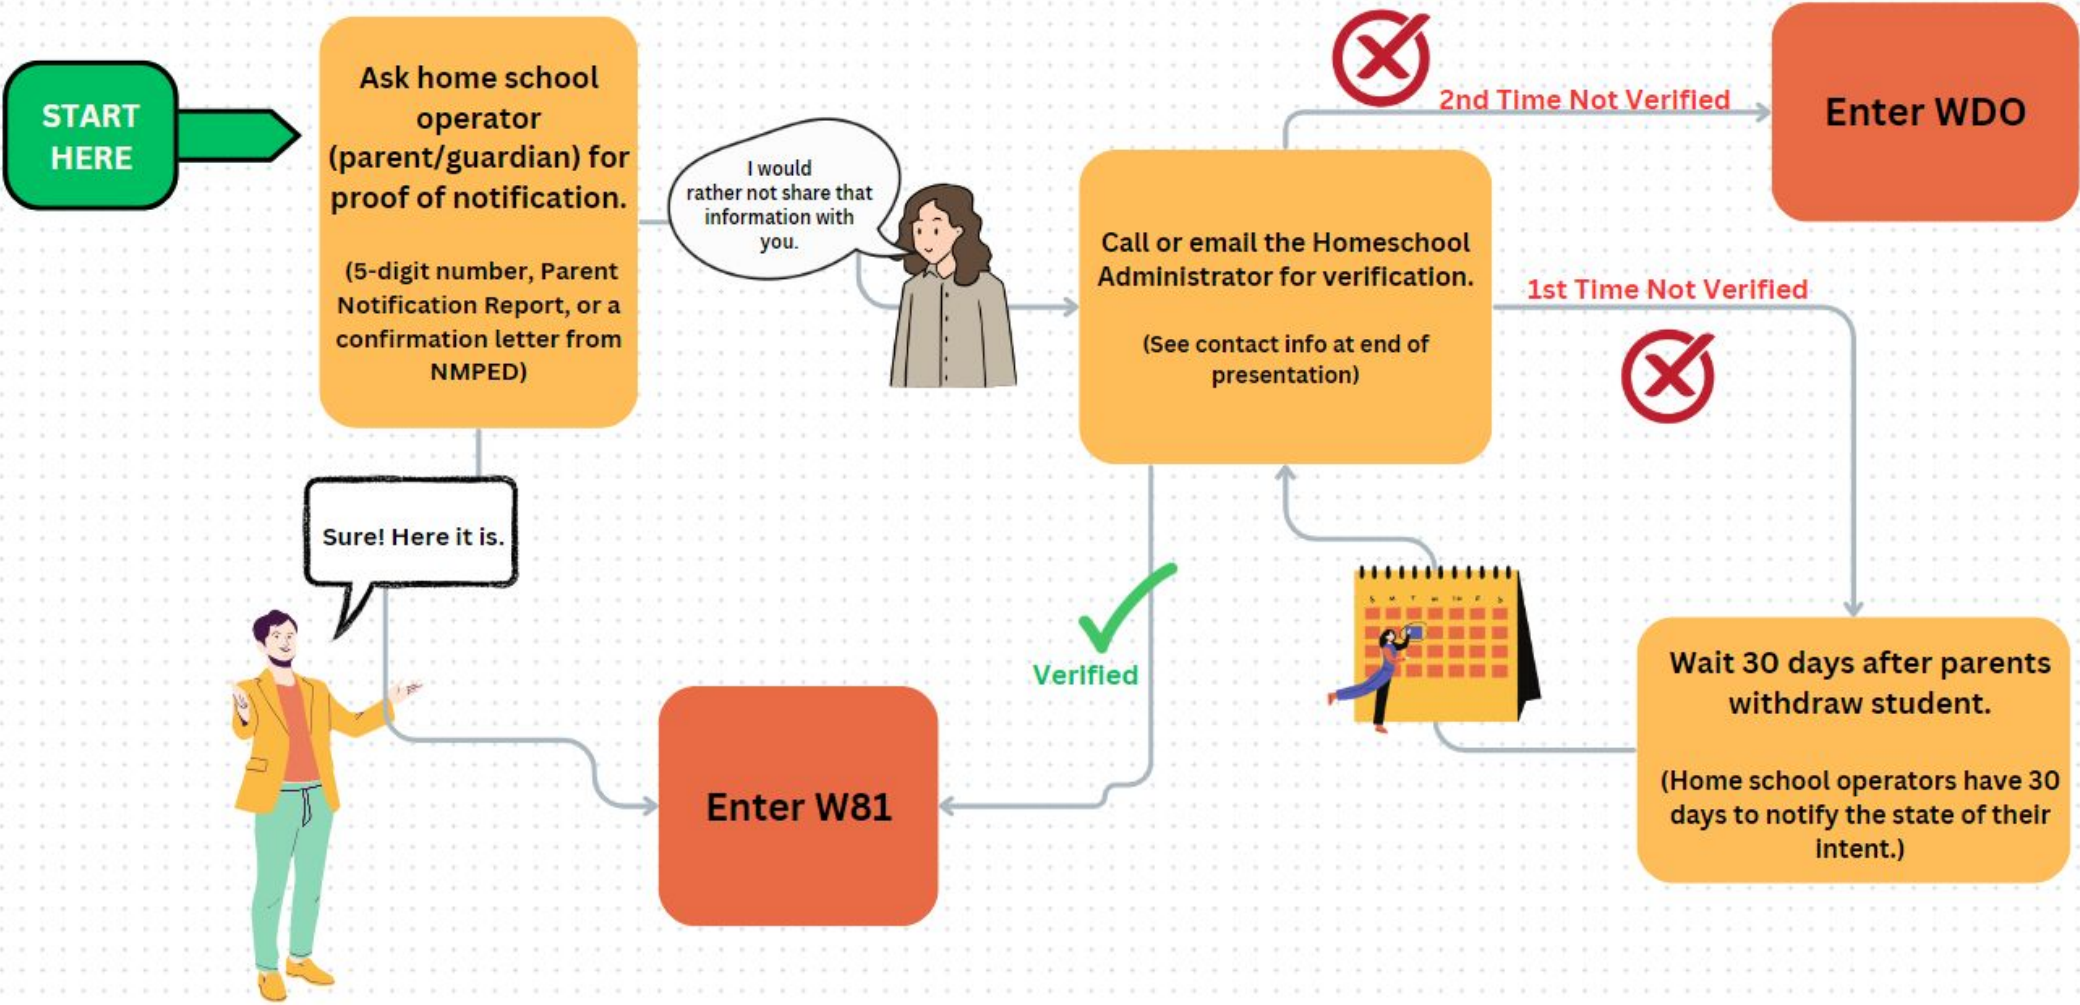 START
HERE
Ask home school
operator
(parent/guardian) for
proof of notification.
(5-digit number, Parent
Notification Report, or a
confirmation letter from
NMPED)
I would
rather not share that
information with
you.
Sure! Here it is.
Call or email the Homeschool
Administrator for verification.
(See contact info at end of
presentation)
2nd Time Not Verified
Enter WDO
1st Time Not Verified
Wait 30 days after parents
withdraw student.
(Home school operators have 30
days to notify the state of their
intent.)
Verified
Enter W81